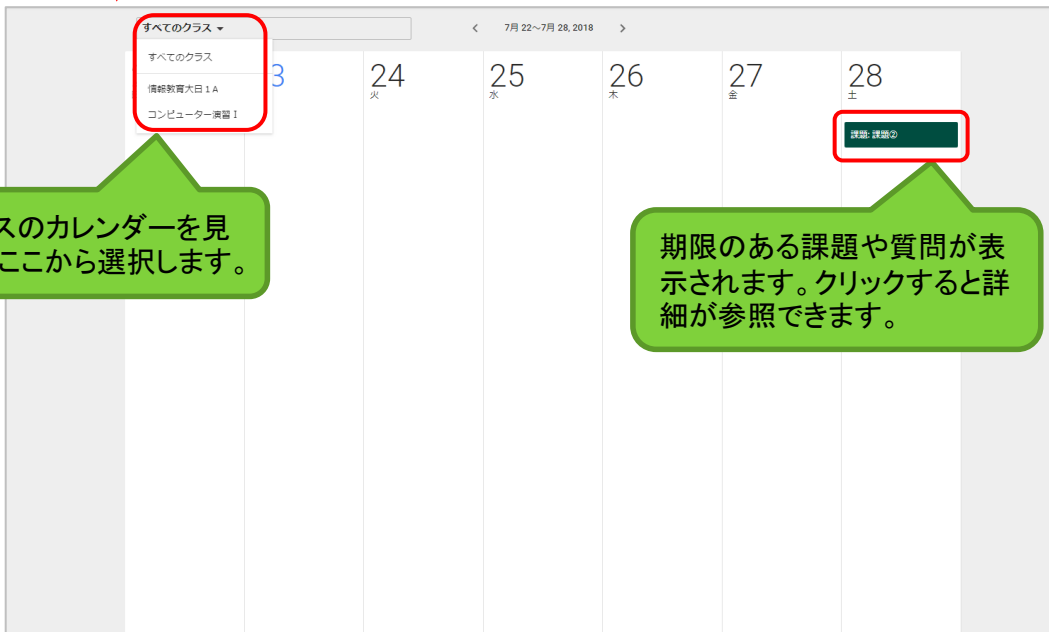 すべてのクラス
7月 22～7月 28, 2018
すべてのクラス
情報教育大日１A
コンピューター演習Ⅰ
3
24
火
25
水
26
木
27
金
28
土
課題: 課題②
スのカレンダーを見
ここから選択します。
期限のある課題や質問が表
示されます。クリックすると詳
細が参照できます。